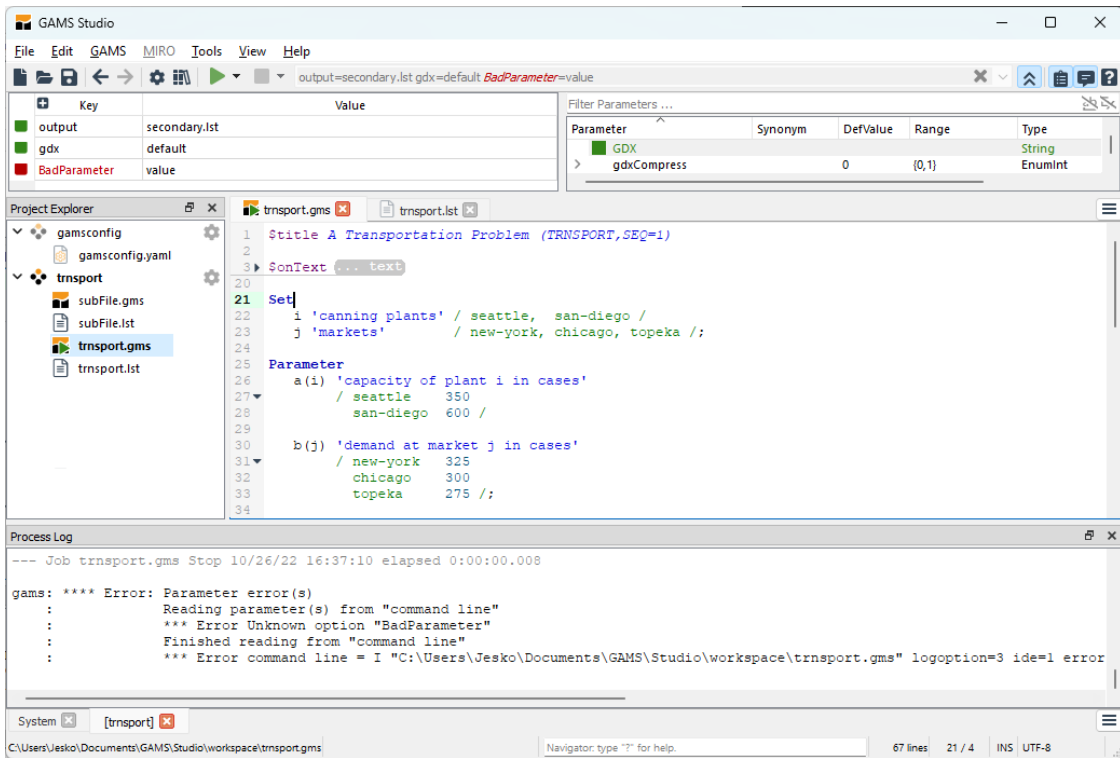 GAMS Studio
File Edit GAMS MIRO Tools View Help
output=secondary.lst gdx=default BadParameter=value
Key Value
output secondary.lst
gdx default
BadParameter value
Filter Parameters ...
Parameter Synonym DefValue Range Type
GDX String
gdxCompress 0 {0,1} EnumInt
Project Explorer
gamsconfig
gamsconfig.yaml
trnsport
subFile.gms
subFile.lst
trnsport.gms
trnsport.lst
trnsport.gms trnsport.lst
1 $title A Transportation Problem (TRNSPORT,SEQ=1)
2
3 $onText ... text
20
21 Set
22 i 'canning plants' / seattle, san-diego /
23 j 'markets' / new-york, chicago, topeka /;
24
25 Parameter
26 a(i) 'capacity of plant i in cases'
27 / seattle 350
28 san-diego 600 /
29
30 b(j) 'demand at market j in cases'
31 / new-york 325
32 chicago 300
33 topeka 275 /;
34
Process Log
--- Job trnsport.gms Stop 10/26/22 16:37:10 elapsed 0:00:00.008
gams: **** Error: Parameter error(s)
: Reading parameter(s) from "command line"
: *** Error Unknown option "BadParameter"
: Finished reading from "command line"
: *** Error command line = I "C:\Users\Jesko\Documents\GAMS\Studio\workspace\trnsport.gms" logoption=3 ide=1 error
System [trnsport]
C:\Users\Jesko\Documents\GAMS\Studio\workspace\trnsport.gms Navigator: type "?" for help. 67 lines 21 / 4 INS UTF-8